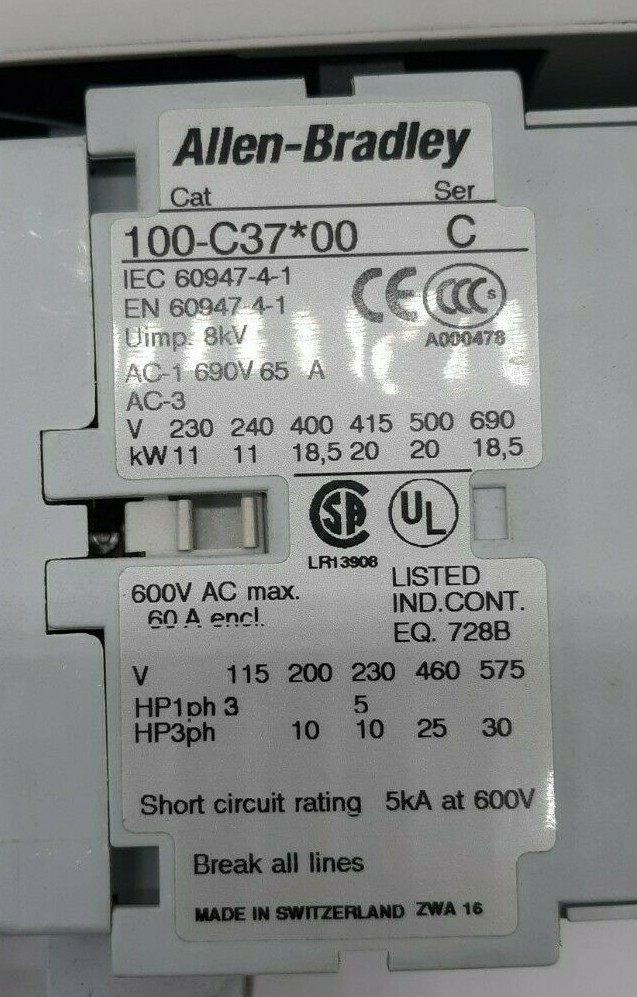 Allen-Bradley
Cat Ser
100-C37*00 C
IEC 60947-4-1
EN 60947-4-1
Uimp. 8kV
CE CCC S
A000478
AC-1 690V 65 A
AC-3
V 230 240 400 415 500 690
kW 11 11 18,5 20 20 18,5
SA UL
LR13908
LISTED
IND.CONT.
EQ. 728B
600V AC max.
60 A encl.
V 115 200 230 460 575
HP1ph 3 5
HP3ph 10 10 25 30
Short circuit rating 5kA at 600V
Break all lines
MADE IN SWITZERLAND ZWA 16